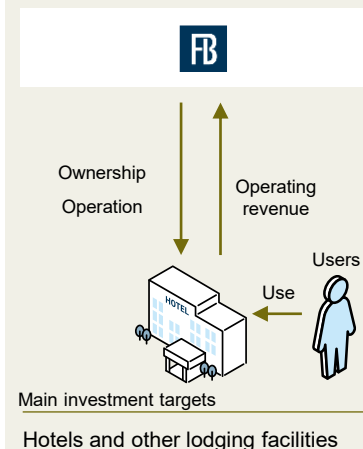 FB
Ownership
Operation
Operating
revenue
Users
Use
HOTEL
Main investment targets
Hotels and other lodging facilities